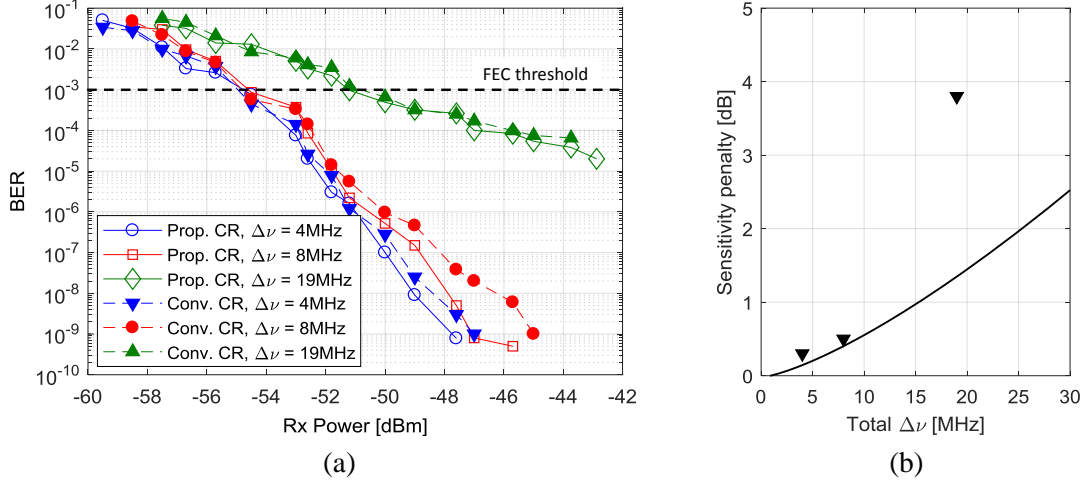 10^-1
10^-2
10^-3
10^-4
10^-5
10^-6
10^-7
10^-8
10^-9
10^-10
BER
FEC threshold
Prop. CR, Δν = 4MHz
Prop. CR, Δν = 8MHz
Prop. CR, Δν = 19MHz
Conv. CR, Δν = 4MHz
Conv. CR, Δν = 8MHz
Conv. CR, Δν = 19MHz
-60 -58 -56 -54 -52 -50 -48 -46 -44 -42
Rx Power [dBm]
(a)
5
4
3
2
1
0
Sensitivity penalty [dB]
0 5 10 15 20 25 30
Total Δν [MHz]
(b)